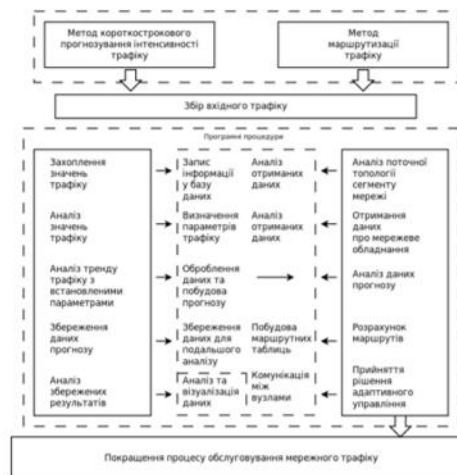 Метод короткострокового
прогнозування інтенсивності
трафіку
Метод
маршрутизації
трафіку
Збір вхідного трафіку
Програмні процедури
Захоплення
значень
трафіку
Запис
інформації
у базу
даних
Аналіз
отриманих
даних
Аналіз поточної
топології
сегменту
мережі
Аналіз
значень
трафіку
Визначення
параметрів
трафіку
Аналіз
отриманих
даних
Отримання
даних
про мережеве
обладнання
Аналіз тренду
трафіку з
встановленими
параметрами
Оброблення
даних та
побудова
прогнозу
Аналіз даних
прогнозу
Збереження
даних
прогнозу
Збереження
даних для
подальшого
аналізу
Побудова
маршрутних
таблиць
Розрахунок
маршрутів
Аналіз
збережених
результатів
Аналіз та
візуалізація
даних
Комунікація
між
вузлами
Прийняття
рішення
адаптивного
управління
Покращення процесу обслуговування мережного трафіку